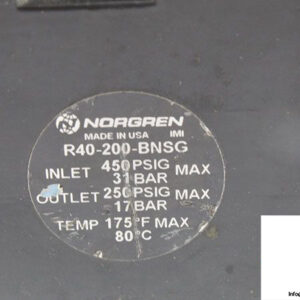 NORGREN
MADE IN USA IMI
R40-200-BNSG
INLET 450 PSIG MAX
31 BAR
OUTLET 250 PSIG MAX
17 BAR
TEMP 175°F MAX
80°C